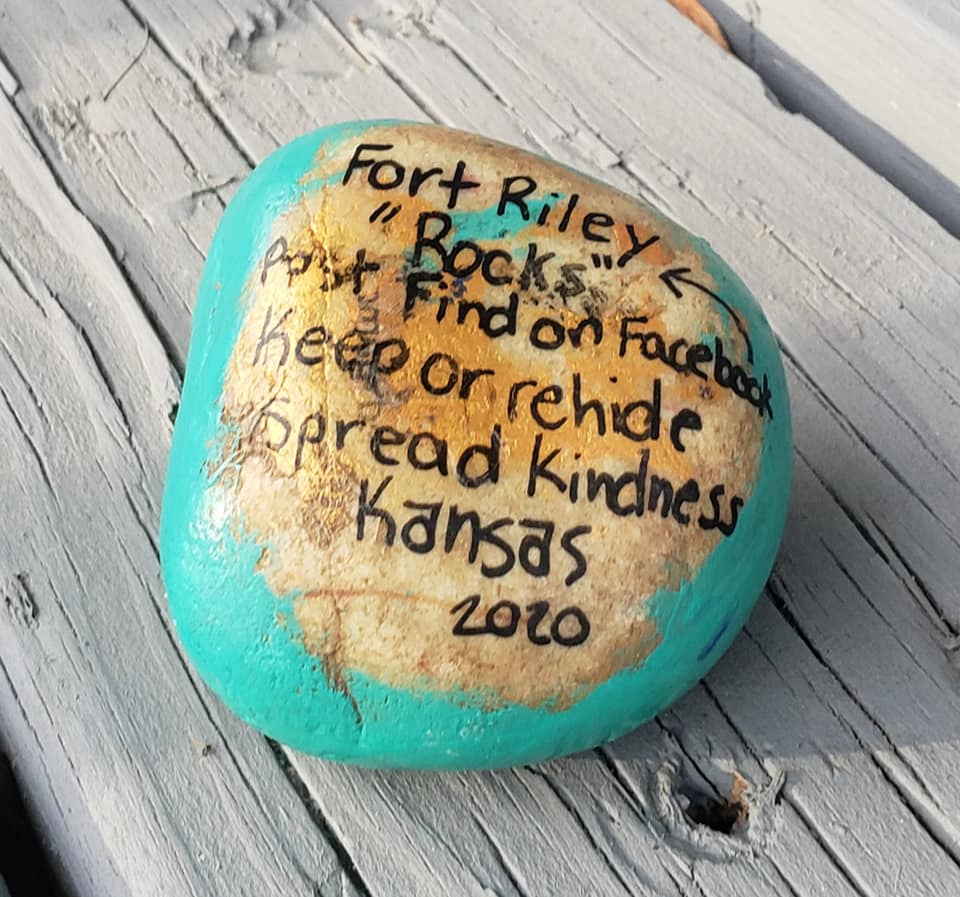 Fort Riley
"Rocks"
Post Find on Facebook
Keep or rehide
Spread Kindness
Kansas
2020